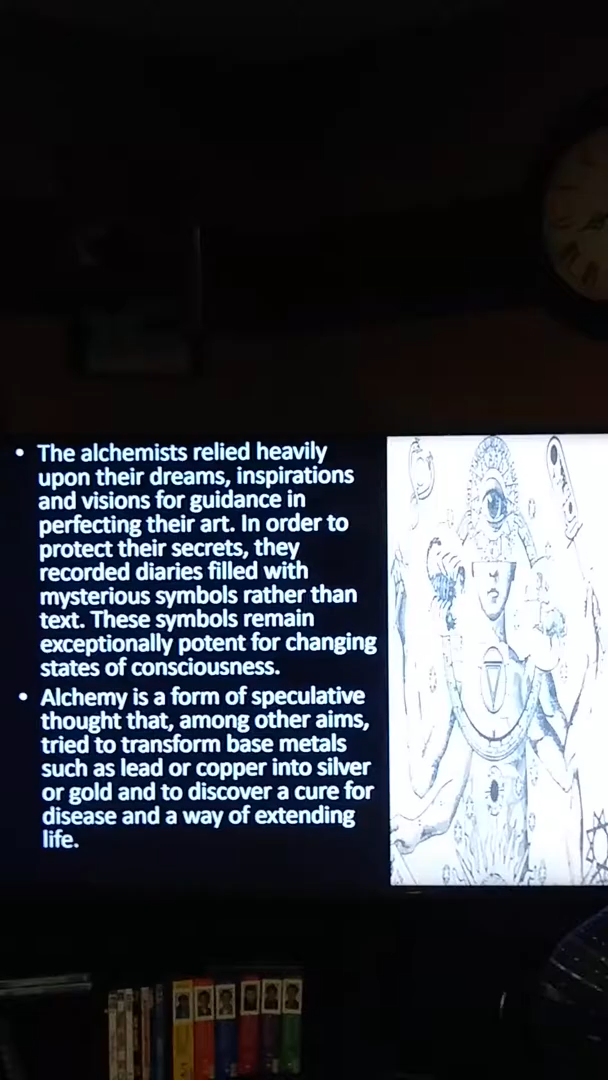 • The alchemists relied heavily
upon their dreams, inspirations
and visions for guidance in
perfecting their art. In order to
protect their secrets, they
recorded diaries filled with
mysterious symbols rather than
text. These symbols remain
exceptionally potent for changing
states of consciousness.
• Alchemy is a form of speculative
thought that, among other aims,
tried to transform base metals
such as lead or copper into silver
or gold and to discover a cure for
disease and a way of extending
life.